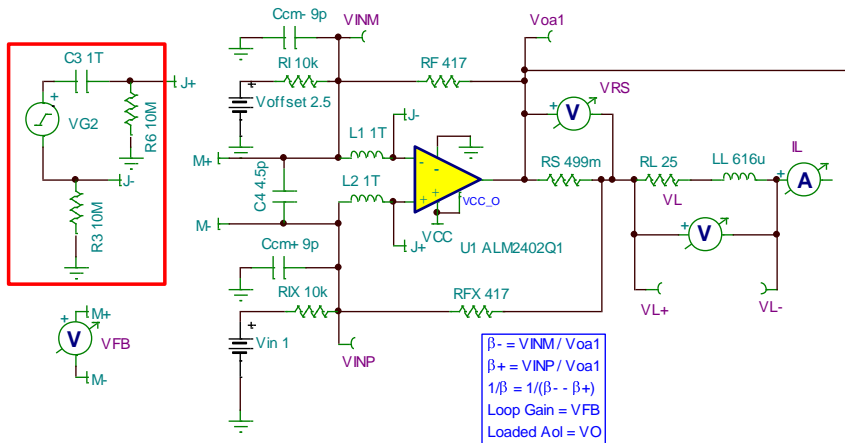 Ccm- 9p
VINM
Voa1
C3 1T
J+
RI 10k
RF 417
VRS
+
V
Voffset 2.5
J-
VG2
R6 10M
L1 1T
IL
M+
RS 499m
RL 25
LL 616u
A
J-
C4 4.5p
L2 1T
VCC_O
VL
R3 10M
M-
VCC
V
Ccm+ 9p
J+
U1 ALM2402Q1
M+
RIX 10k
RFX 417
VL+
VL-
V
VFB
M-
Vin 1
VINP
β- = VINM / Voa1
β+ = VINP / Voa1
1/β = 1/(β- - β+)
Loop Gain = VFB
Loaded Aol = VO